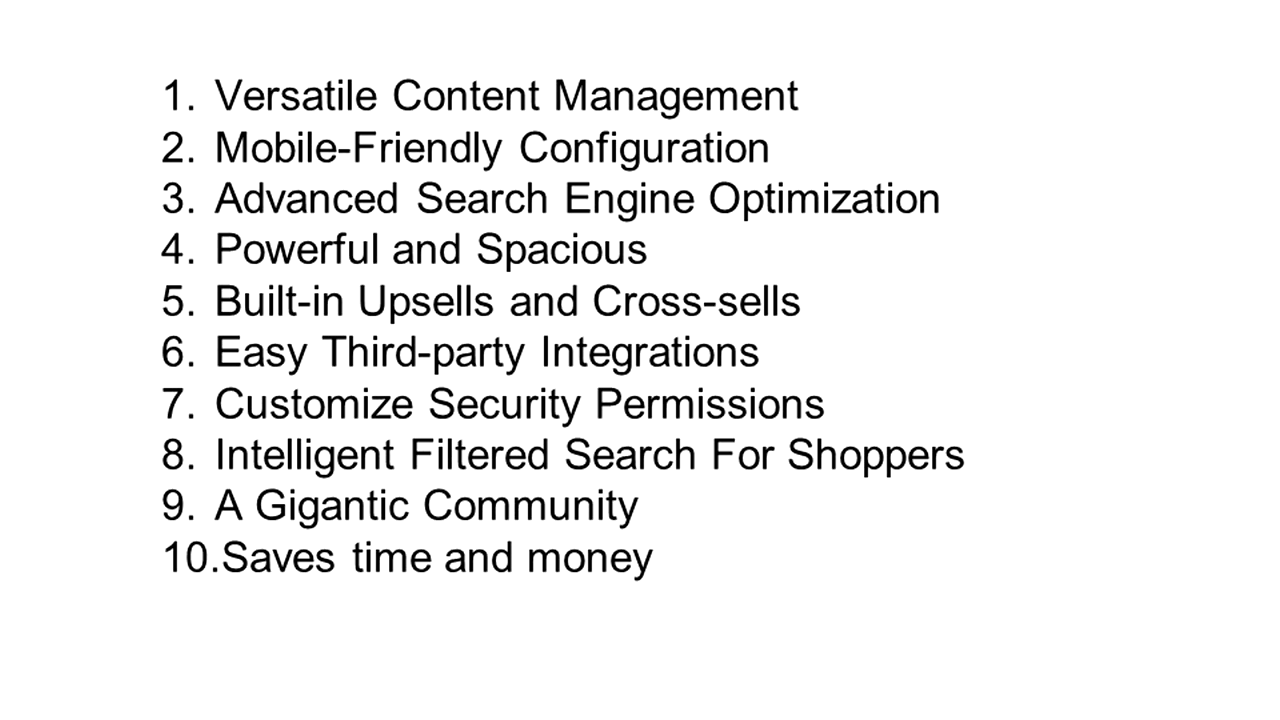 1. Versatile Content Management
2. Mobile-Friendly Configuration
3. Advanced Search Engine Optimization
4. Powerful and Spacious
5. Built-in Upsells and Cross-sells
6. Easy Third-party Integrations
7. Customize Security Permissions
8. Intelligent Filtered Search For Shoppers
9. A Gigantic Community
10.Saves time and money